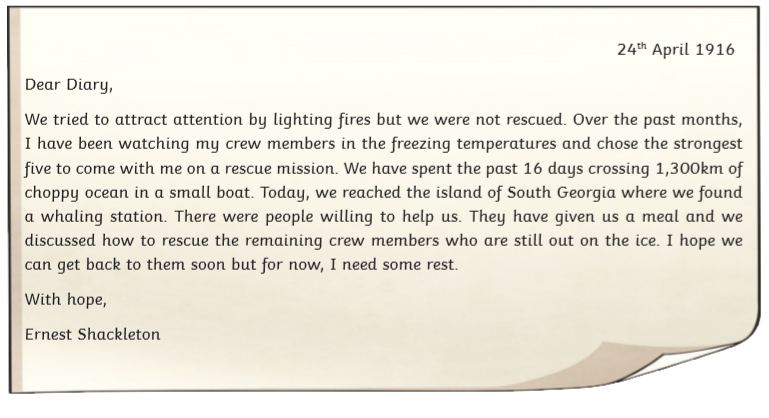 24th April 1916
Dear Diary,
We tried to attract attention by lighting fires but we were not rescued. Over the past months,
I have been watching my crew members in the freezing temperatures and chose the strongest
five to come with me on a rescue mission. We have spent the past 16 days crossing 1,300km of
choppy ocean in a small boat. Today, we reached the island of South Georgia where we found
a whaling station. There were people willing to help us. They have given us a meal and we
discussed how to rescue the remaining crew members who are still out on the ice. I hope we
can get back to them soon but for now, I need some rest.
With hope,
Ernest Shackleton